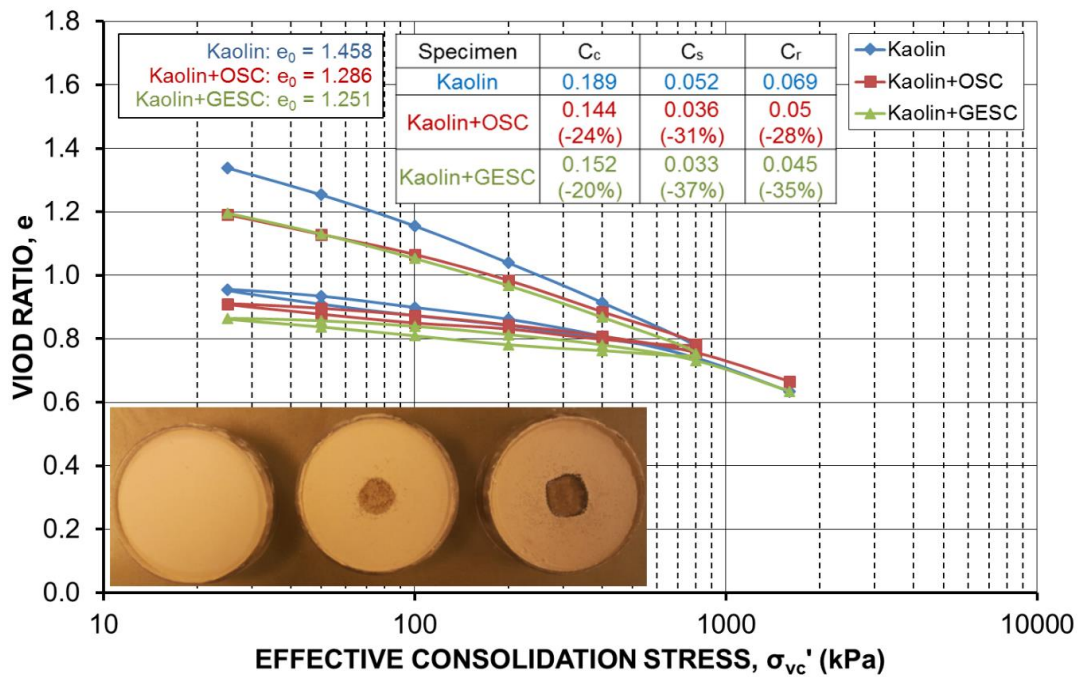 1.8
1.6
1.4
1.2
1.0
0.8
0.6
0.4
0.2
0.0
VIOD RATIO, e
Kaolin: e₀ = 1.458
Kaolin+OSC: e₀ = 1.286
Kaolin+GESC: e₀ = 1.251
Specimen C꜀ Cₛ Cᵣ
Kaolin 0.189 0.052 0.069
Kaolin+OSC 0.144 (-24%) 0.036 (-31%) 0.05 (-28%)
Kaolin+GESC 0.152 (-20%) 0.033 (-37%) 0.045 (-35%)
Kaolin
Kaolin+OSC
Kaolin+GESC
10 100 1000 10000
EFFECTIVE CONSOLIDATION STRESS, σvc' (kPa)